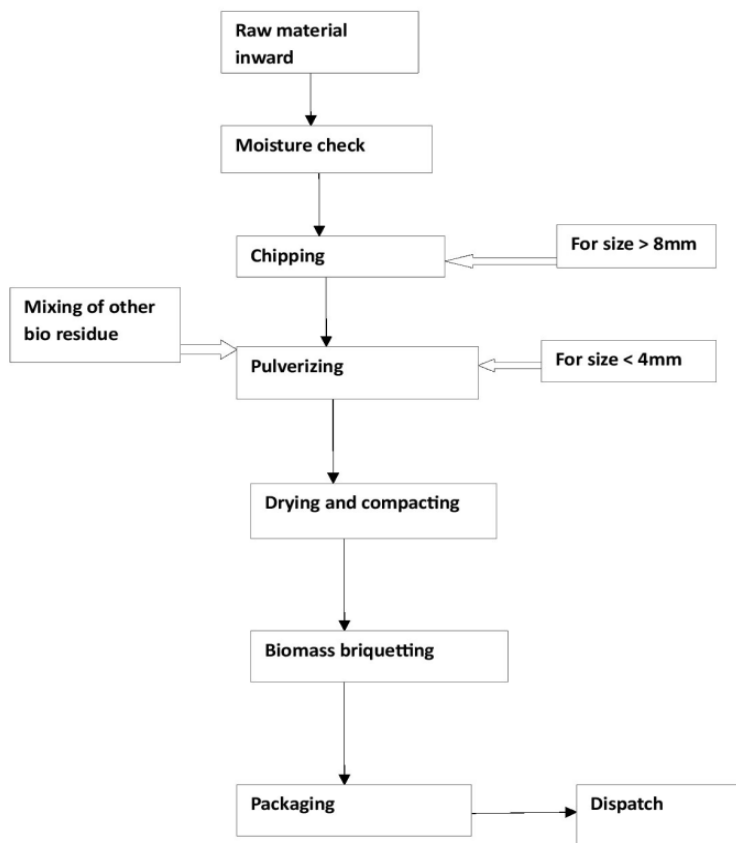 Raw material
inward
Moisture check
Chipping
For size > 8mm
Mixing of other
bio residue
Pulverizing
For size < 4mm
Drying and compacting
Biomass briquetting
Packaging
Dispatch